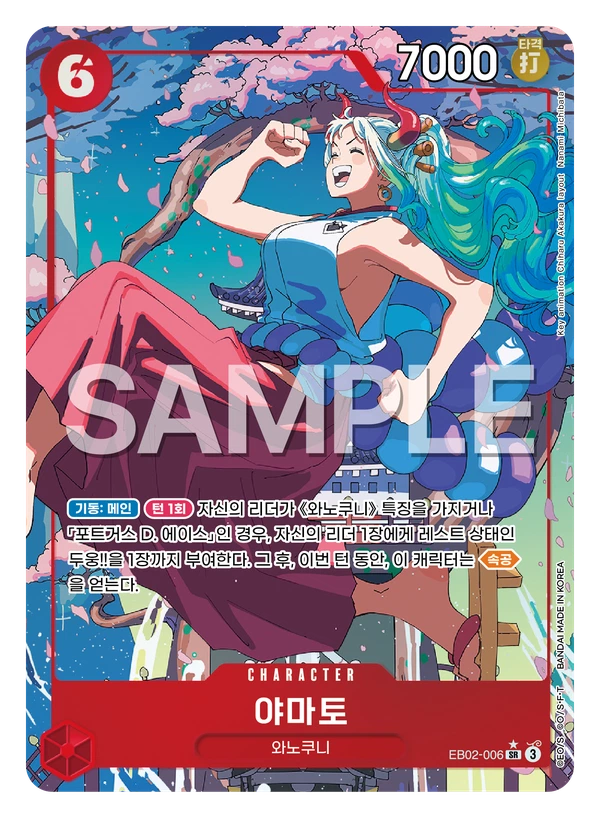 6
7000
타격
打
Key animation Chiharu Akakura layout Nanami Michibata
SAMPLE
기동: 메인 턴 1회 자신의 리더가 《와노쿠니》 특징을 가지거나
「포트거스 D. 에이스」인 경우, 자신의 리더 1장에게 레스트 상태인
두웅!!을 1장까지 부여한다. 그 후, 이번 턴 동안, 이 캐릭터는 속공
을 얻는다.
©EO/S. ©O/S·F·T BANDAI MADE IN KOREA
CHARACTER
야마토
와노쿠니
EB02-006 SR 3